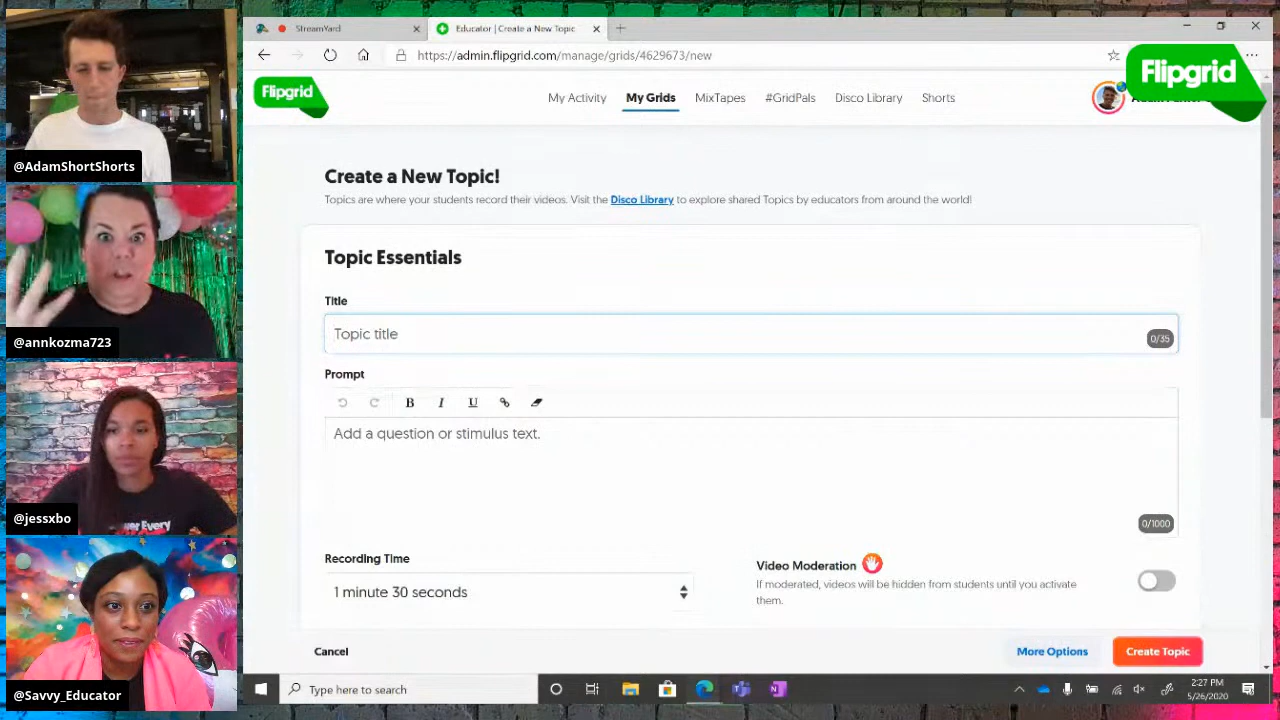 @AdamShortShorts
@annkozma723
@jessxbo
@Savvy_Educator
StreamYard
Educator | Create a New Topic
https://admin.flipgrid.com/manage/grids/4629673/new
Flipgrid
My Activity
My Grids
MixTapes
#GridPals
Disco Library
Shorts
Flipgrid
Create a New Topic!
Topics are where your students record their videos. Visit the Disco Library to explore shared Topics by educators from around the world!
Topic Essentials
Title
Topic title
0/35
Prompt
B I U
Add a question or stimulus text.
0/1000
Recording Time
1 minute 30 seconds
Video Moderation
If moderated, videos will be hidden from students until you activate
them.
Cancel
More Options
Create Topic
Type here to search
2:27 PM
5/26/2020